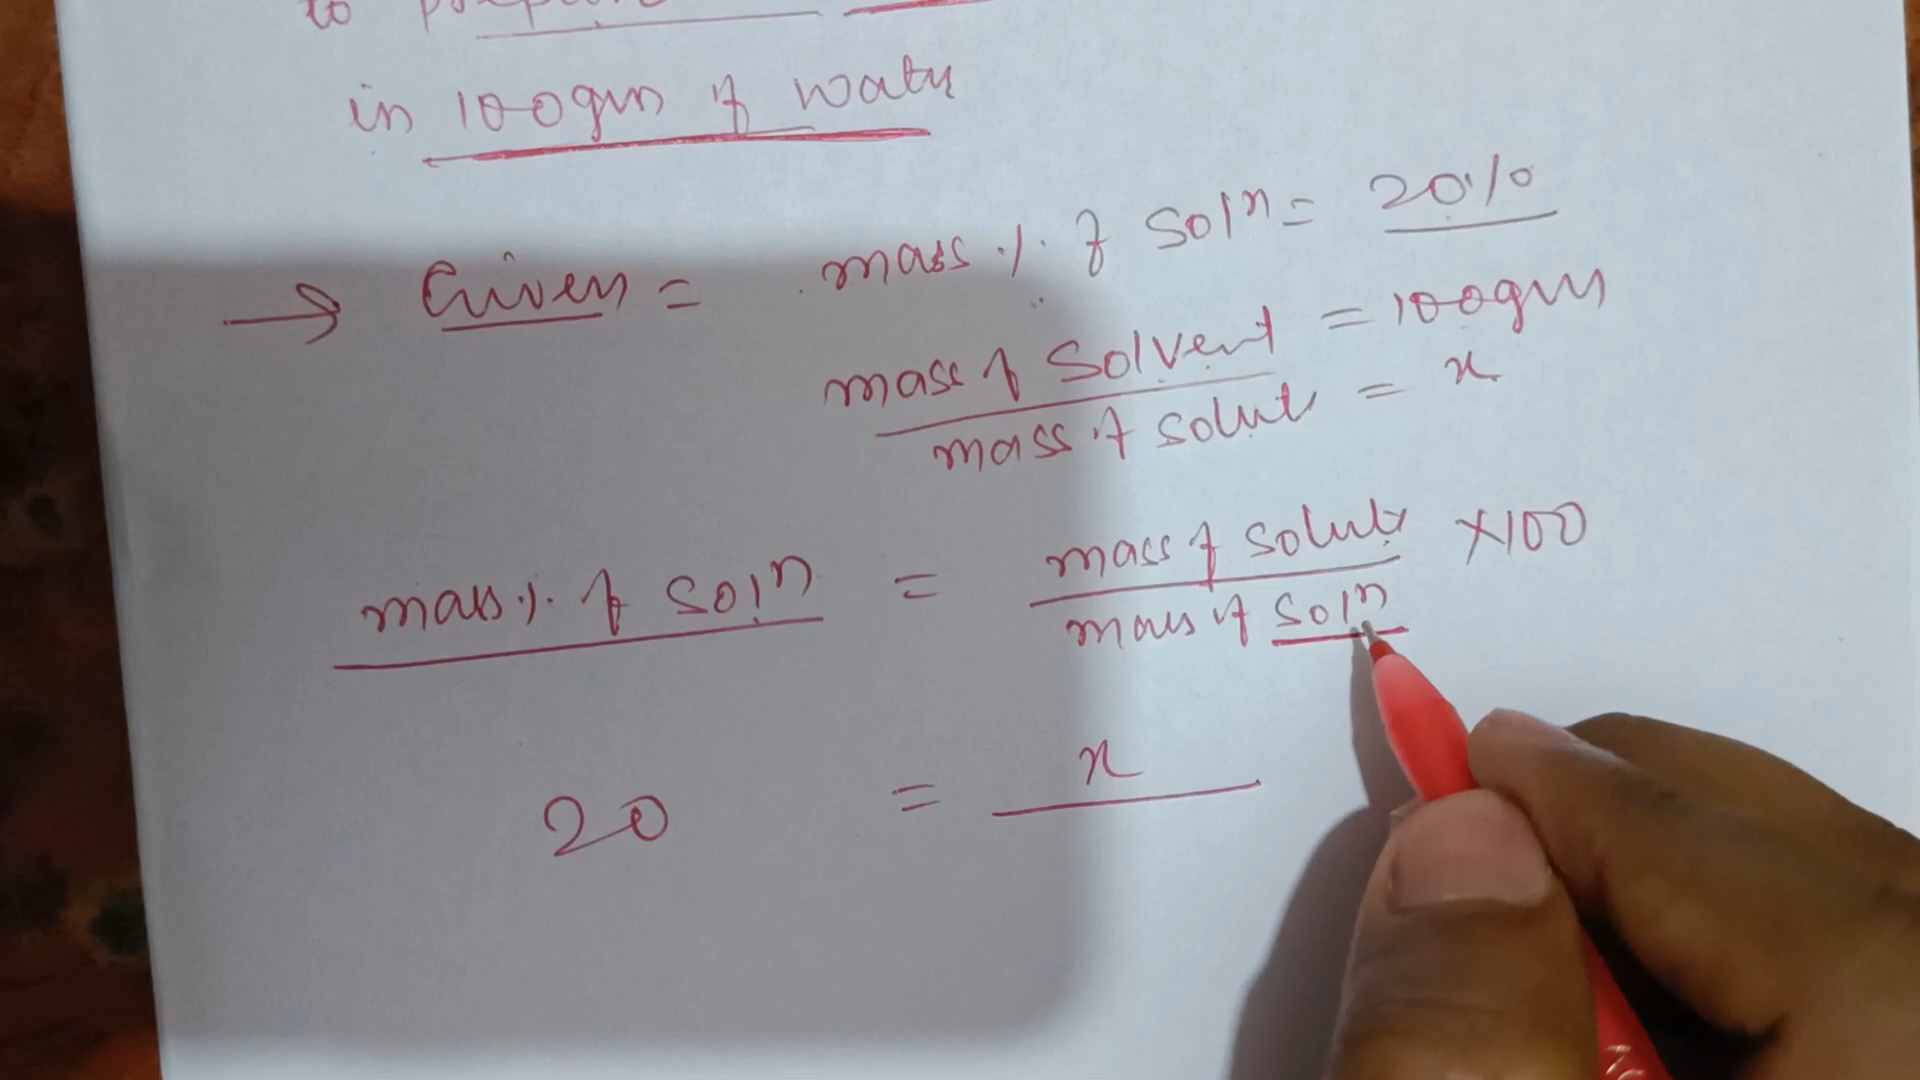 to
in 100gm of water
→ Given = mass % of Solⁿ = 20%
mass of Solvent = 100gm
mass of solute = x
mass % of Solⁿ = mass of solute ×100
mass of Solⁿ
20 = x